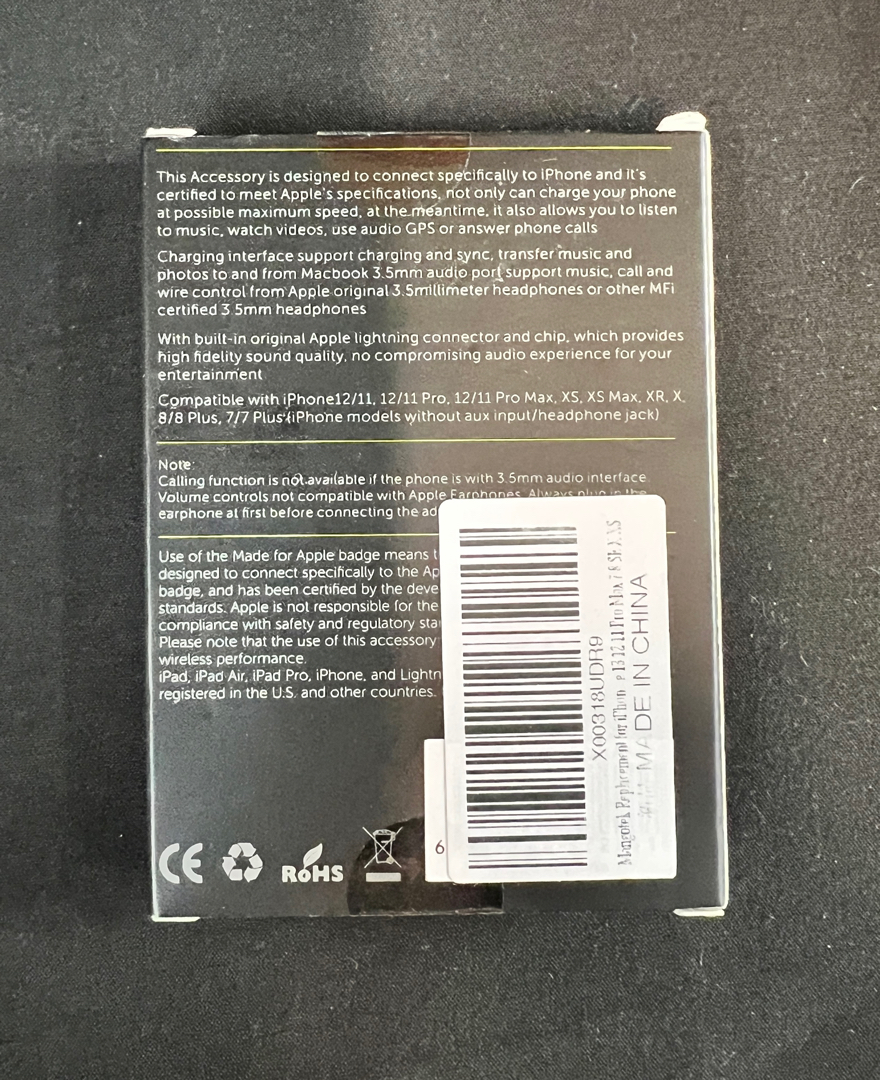 This Accessory is designed to connect specifically to iPhone and it's
certified to meet Apple's specifications, not only can charge your phone
at possible maximum speed, at the meantime, it also allows you to listen
to music, watch videos, use audio GPS or answer phone calls
Charging interface support charging and sync, transfer music and
photos to and from Macbook 3.5mm audio port support music, call and
wire control from Apple original 3.5millimeter headphones or other MFi
certified 3.5mm headphones
With built-in original Apple lightning connector and chip, which provides
high fidelity sound quality, no compromising audio experience for your
entertainment
Compatible with iPhone12/11, 12/11 Pro, 12/11 Pro Max, XS, XS Max, XR, X,
8/8 Plus, 7/7 Plus (iPhone models without aux input/headphone jack)
Note:
Calling function is not available if the phone is with 3.5mm audio interface
Volume controls not compatible with Apple Earphones. Always plug in the
earphone at first before connecting the ad
Use of the Made for Apple badge means t
designed to connect specifically to the Ap
badge, and has been certified by the deve
standards. Apple is not responsible for the
compliance with safety and regulatory sta
Please note that the use of this accessory
wireless performance.
iPad, iPad Air, iPad Pro, iPhone, and Lightn
registered in the U.S. and other countries.
CE
RoHS
6
X00318UDR9
MADE IN CHINA